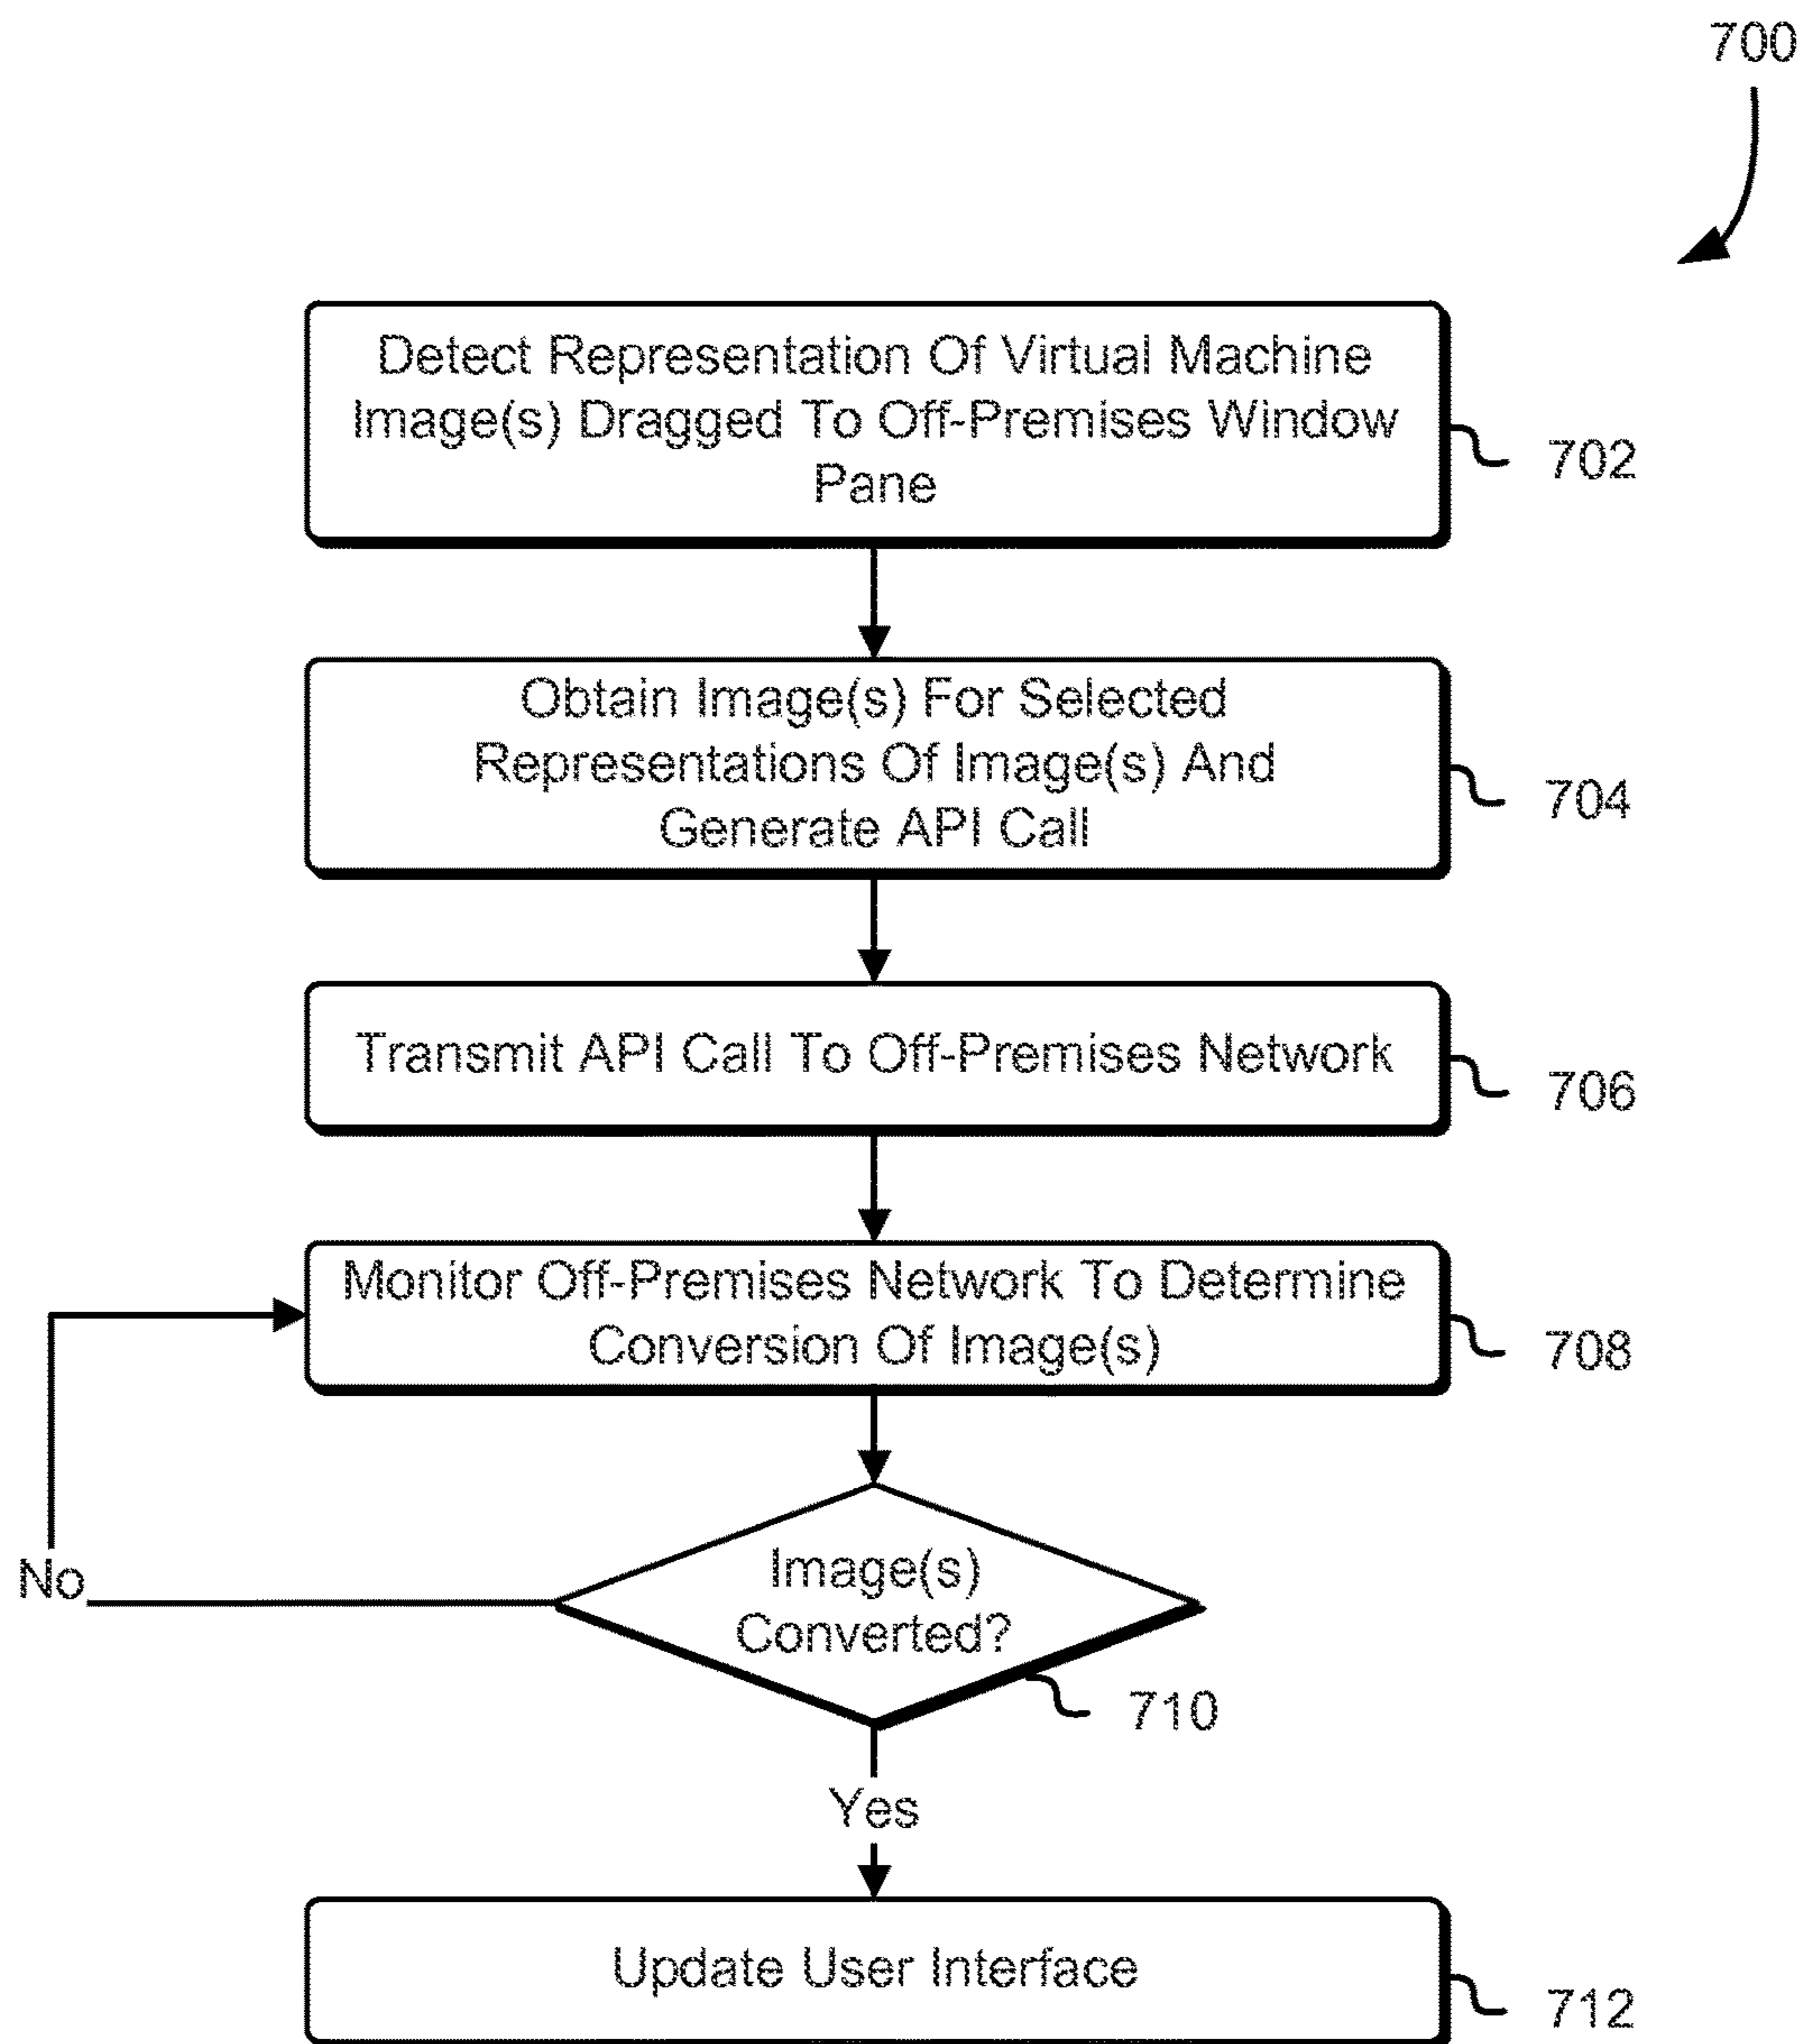 700
Detect Representation Of Virtual Machine
Image(s) Dragged To Off-Premises Window
Pane
702
Obtain Image(s) For Selected
Representations Of Image(s) And
Generate API Call
704
Transmit API Call To Off-Premises Network
706
Monitor Off-Premises Network To Determine
Conversion Of Image(s)
708
No
Image(s)
Converted?
710
Yes
Update User Interface
712